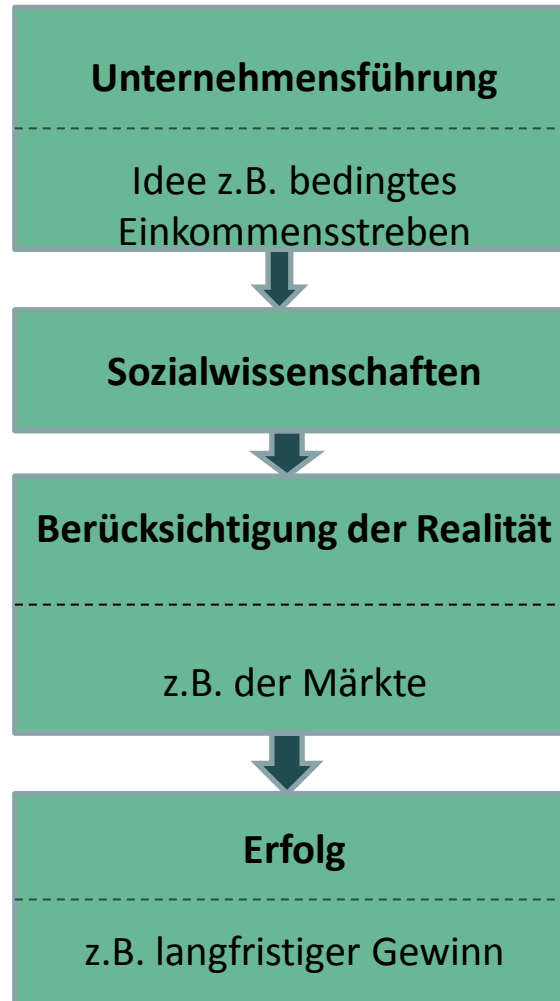 Unternehmensführung
Idee z.B. bedingtes
Einkommensstreben
Sozialwissenschaften
Berücksichtigung der Realität
z.B. der Märkte
Erfolg
z.B. langfristiger Gewinn